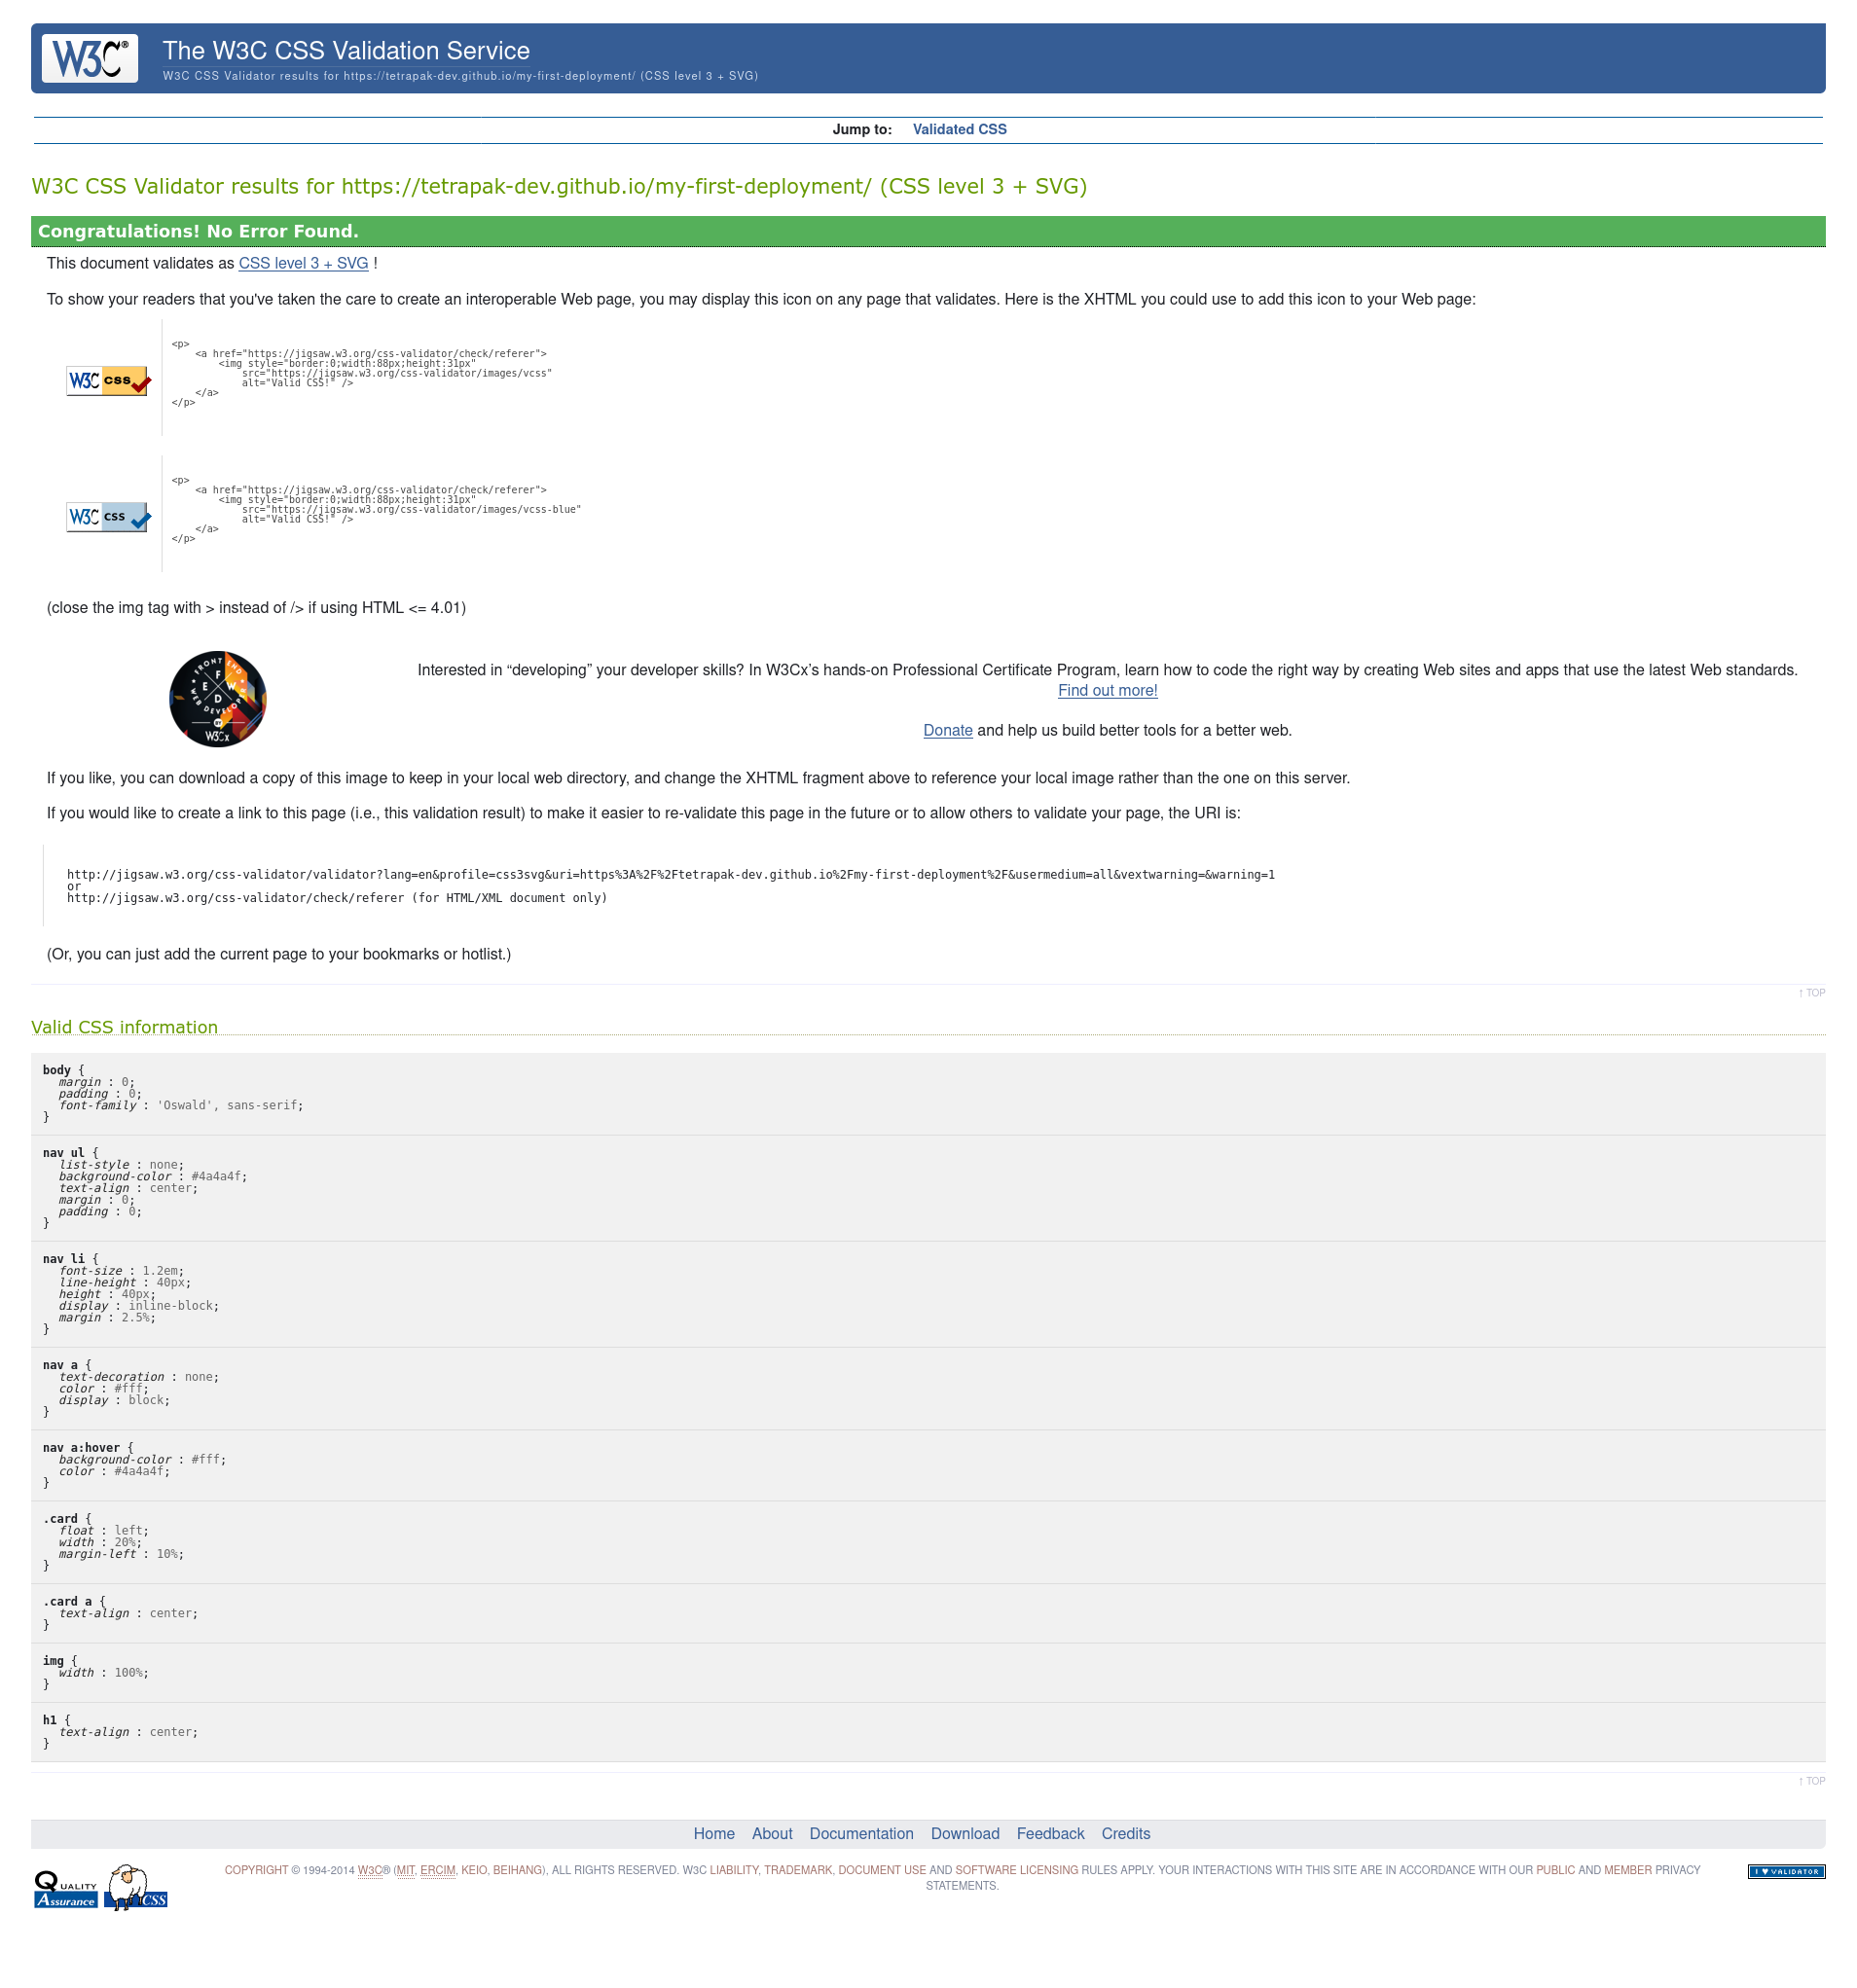 W3C®
The W3C CSS Validation Service
W3C CSS Validator results for https://tetrapak-dev.github.io/my-first-deployment/ (CSS level 3 + SVG)
Jump to: Validated CSS
W3C CSS Validator results for https://tetrapak-dev.github.io/my-first-deployment/ (CSS level 3 + SVG)
Congratulations! No Error Found.
This document validates as CSS level 3 + SVG !
To show your readers that you've taken the care to create an interoperable Web page, you may display this icon on any page that validates. Here is the XHTML you could use to add this icon to your Web page:
W3C css
<p>
<a href="https://jigsaw.w3.org/css-validator/check/referer">
<img style="border:0;width:88px;height:31px"
src="https://jigsaw.w3.org/css-validator/images/vcss"
alt="Valid CSS!" />
</a>
</p>
W3C css
<p>
<a href="https://jigsaw.w3.org/css-validator/check/referer">
<img style="border:0;width:88px;height:31px"
src="https://jigsaw.w3.org/css-validator/images/vcss-blue"
alt="Valid CSS!" />
</a>
</p>
(close the img tag with > instead of /> if using HTML <= 4.01)
FRONT END
F
E W
D
WEB DEVELOPER
BY
W3Cx
Interested in “developing” your developer skills? In W3Cx’s hands-on Professional Certificate Program, learn how to code the right way by creating Web sites and apps that use the latest Web standards.
Find out more!
Donate and help us build better tools for a better web.
If you like, you can download a copy of this image to keep in your local web directory, and change the XHTML fragment above to reference your local image rather than the one on this server.
If you would like to create a link to this page (i.e., this validation result) to make it easier to re-validate this page in the future or to allow others to validate your page, the URI is:
http://jigsaw.w3.org/css-validator/validator?lang=en&profile=css3svg&uri=https%3A%2F%2Ftetrapak-dev.github.io%2Fmy-first-deployment%2F&usermedium=all&vextwarning=&warning=1
or
http://jigsaw.w3.org/css-validator/check/referer (for HTML/XML document only)
(Or, you can just add the current page to your bookmarks or hotlist.)
↑ TOP
Valid CSS information
body {
margin : 0;
padding : 0;
font-family : 'Oswald', sans-serif;
}
nav ul {
list-style : none;
background-color : #4a4a4f;
text-align : center;
margin : 0;
padding : 0;
}
nav li {
font-size : 1.2em;
line-height : 40px;
height : 40px;
display : inline-block;
margin : 2.5%;
}
nav a {
text-decoration : none;
color : #fff;
display : block;
}
nav a:hover {
background-color : #fff;
color : #4a4a4f;
}
.card {
float : left;
width : 20%;
margin-left : 10%;
}
.card a {
text-align : center;
}
img {
width : 100%;
}
h1 {
text-align : center;
}
↑ TOP
Home About Documentation Download Feedback Credits
QUALITY
Assurance
CSS
COPYRIGHT © 1994-2014 W3C® (MIT, ERCIM, KEIO, BEIHANG), ALL RIGHTS RESERVED. W3C LIABILITY, TRADEMARK, DOCUMENT USE AND SOFTWARE LICENSING RULES APPLY. YOUR INTERACTIONS WITH THIS SITE ARE IN ACCORDANCE WITH OUR PUBLIC AND MEMBER PRIVACY
STATEMENTS.
I ♥ VALIDATOR